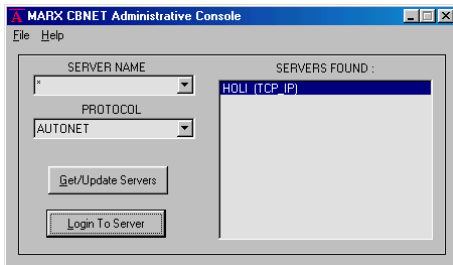 MARX CBNET Administrative Console
File Help
SERVER NAME
*
PROTOCOL
AUTONET
Get/Update Servers
Login To Server
SERVERS FOUND :
HOLI (TCP_IP)